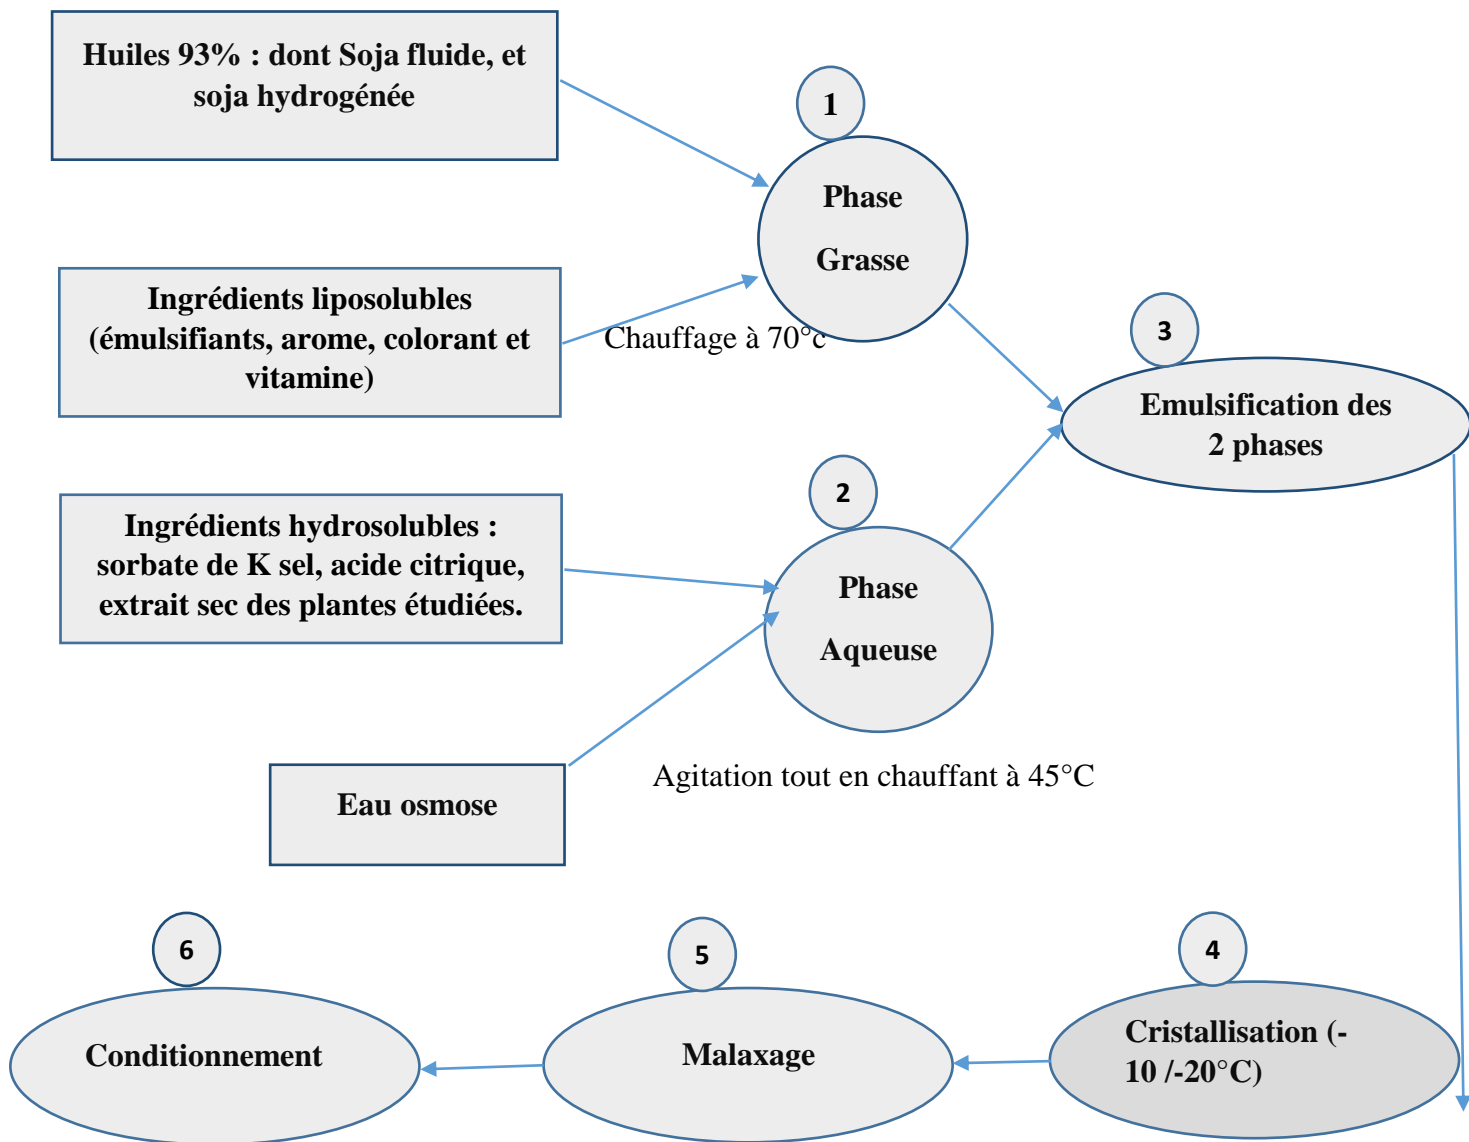 Huiles 93% : dont Soja fluide, et
soja hydrogénée
1
Phase
Grasse
Ingrédients liposolubles
(émulsifiants, arome, colorant et
vitamine)
Chauffage à 70°c
3
Emulsification des
2 phases
2
Ingrédients hydrosolubles :
sorbate de K sel, acide citrique,
extrait sec des plantes étudiées.
Phase
Aqueuse
Agitation tout en chauffant à 45°C
Eau osmose
6
Conditionnement
5
Malaxage
4
Cristallisation (-
10 /-20°C)